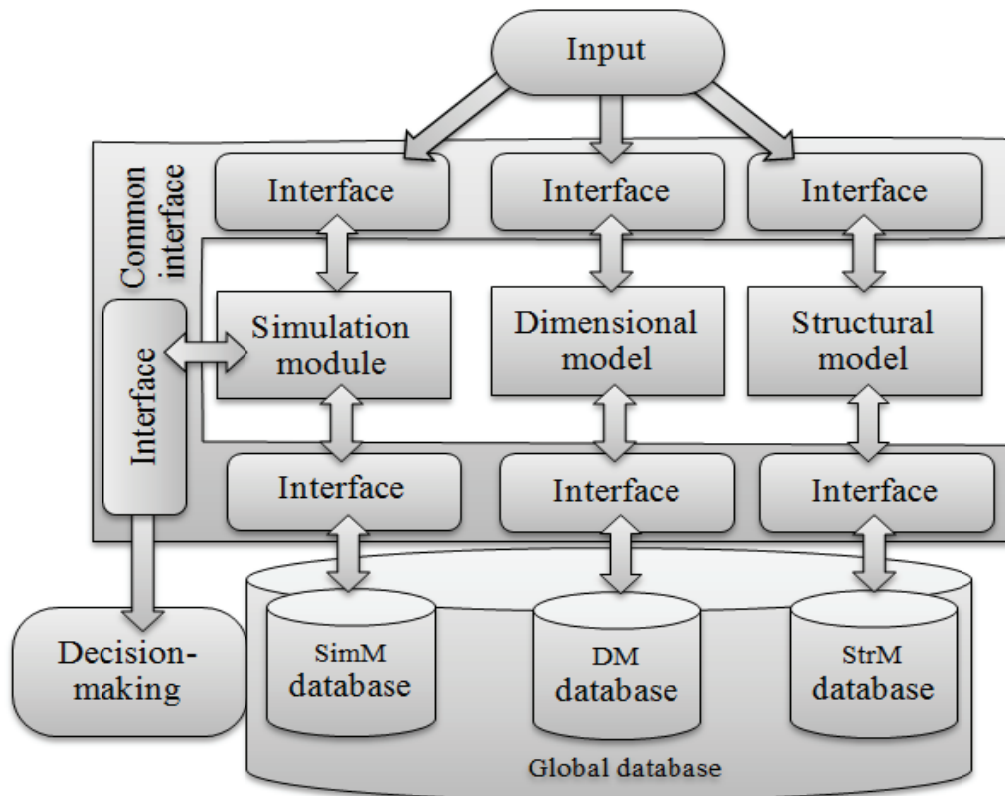 Input
Common
interface
Interface
Interface
Interface
Simulation
module
Dimensional
model
Structural
model
Interface
Interface
Interface
Interface
Decision-
making
SimM
database
DM
database
StrM
database
Global database